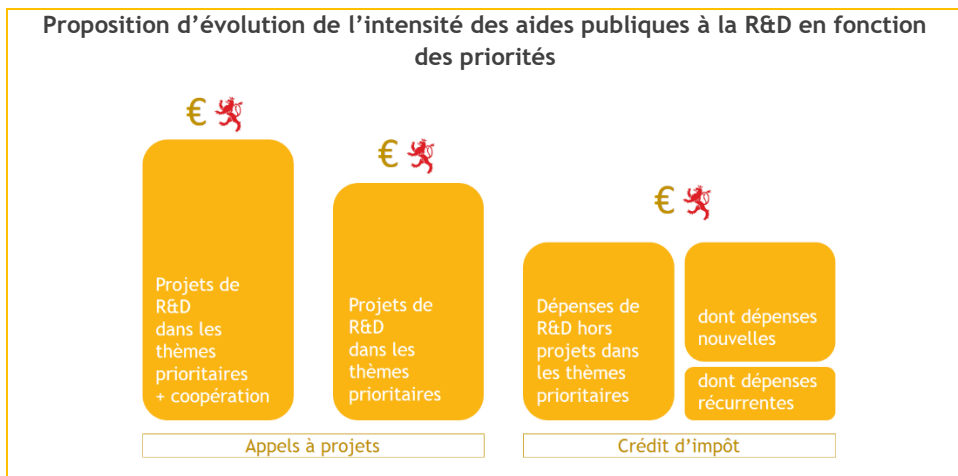 Proposition d’évolution de l’intensité des aides publiques à la R&D en fonction
des priorités
€
€
€
Projets de
R&D
dans les
thèmes
prioritaires
+ coopération
Projets de
R&D
dans les
thèmes
prioritaires
Dépenses de
R&D hors
projets dans
les thèmes
prioritaires
dont dépenses
nouvelles
dont dépenses
récurrentes
Appels à projets
Crédit d’impôt